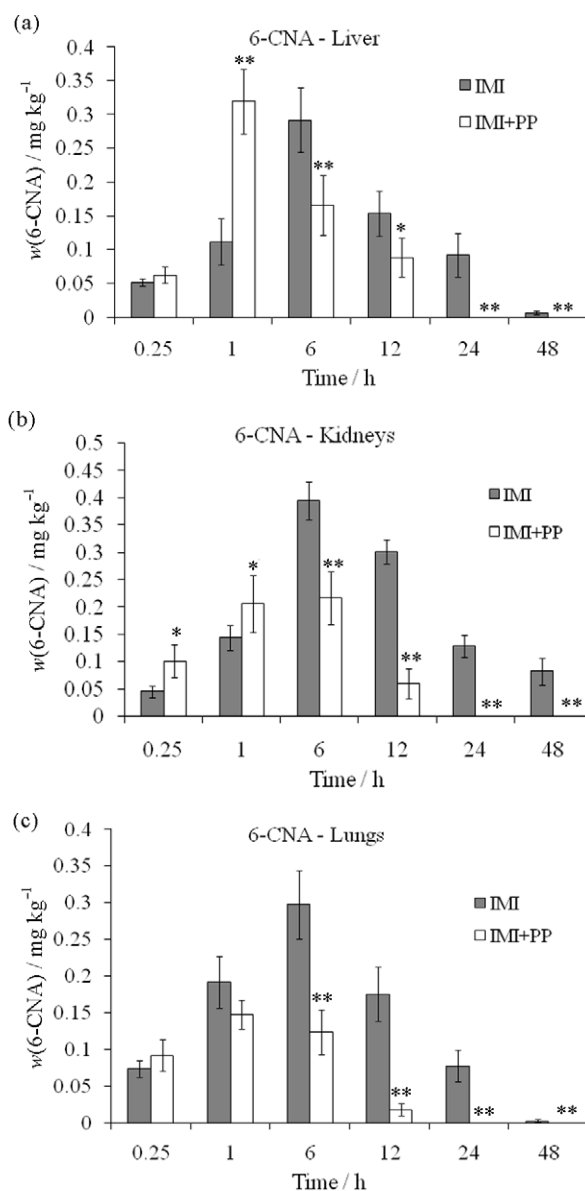 (a)
6-CNA - Liver
w(6-CNA) / mg kg⁻¹
0.4
0.35
0.3
0.25
0.2
0.15
0.1
0.05
0
**
**
*
**
**
IMI
IMI+PP
0.25 1 6 12 24 48
Time / h
(b)
6-CNA - Kidneys
w(6-CNA) / mg kg⁻¹
0.5
0.45
0.4
0.35
0.3
0.25
0.2
0.15
0.1
0.05
0
*
*
**
**
**
**
IMI
IMI+PP
0.25 1 6 12 24 48
Time / h
(c)
6-CNA - Lungs
w(6-CNA) / mg kg⁻¹
0.4
0.35
0.3
0.25
0.2
0.15
0.1
0.05
0
**
**
**
**
IMI
IMI+PP
0.25 1 6 12 24 48
Time / h